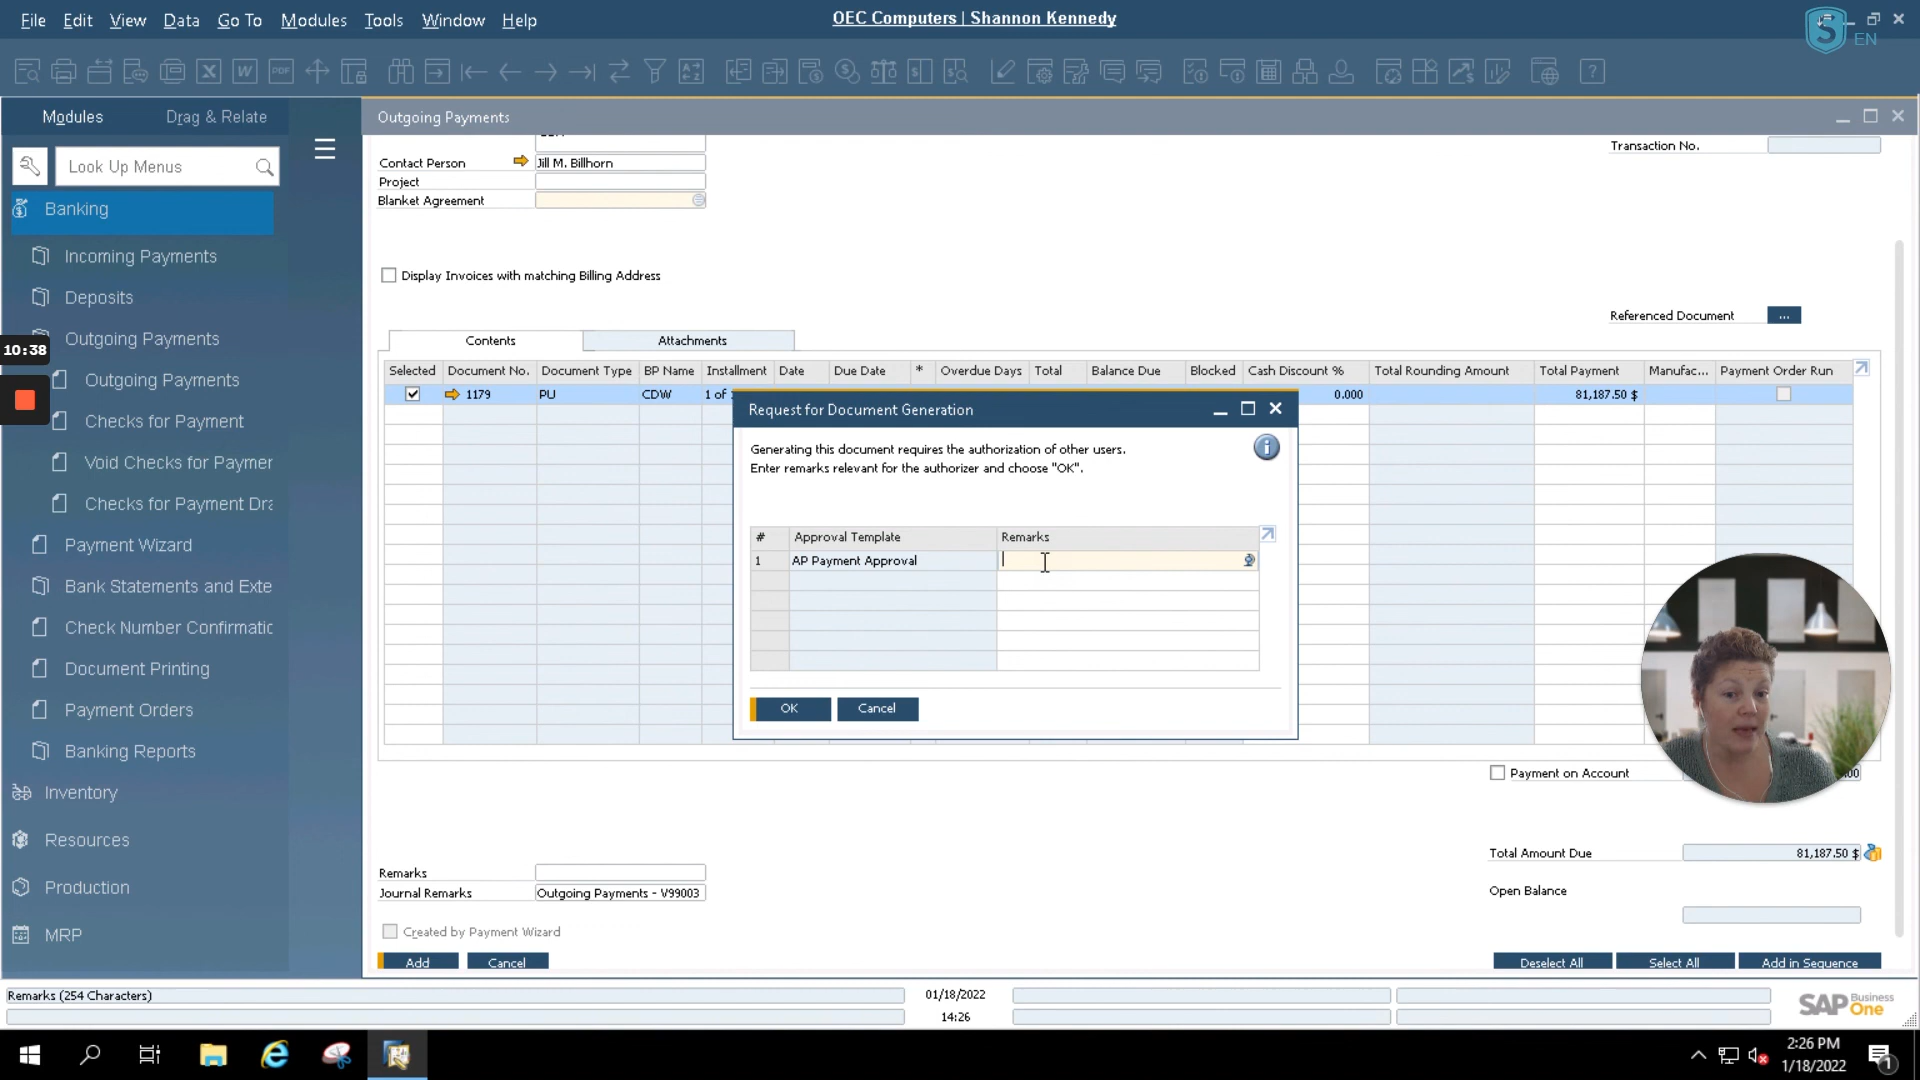 File Edit View Data Go To Modules Tools Window Help
OEC Computers | Shannon Kennedy
S EN
Modules Drag & Relate
Outgoing Payments
Look Up Menus
Banking
Incoming Payments
Deposits
Outgoing Payments
10:38
Outgoing Payments
Checks for Payment
Void Checks for Paymer
Checks for Payment Dra
Payment Wizard
Bank Statements and Exte
Check Number Confirmatic
Document Printing
Payment Orders
Banking Reports
Inventory
Resources
Production
MRP
Contact Person Jill M. Billhorn
Project
Blanket Agreement
Transaction No.
Display Invoices with matching Billing Address
Referenced Document ...
Contents Attachments
Selected Document No. Document Type BP Name Installment Date Due Date * Overdue Days Total Balance Due Blocked Cash Discount % Total Rounding Amount Total Payment Manufac... Payment Order Run
1179 PU CDW 1 of 0.000 81,187.50 $
Request for Document Generation
Generating this document requires the authorization of other users.
Enter remarks relevant for the authorizer and choose "OK".
# Approval Template Remarks
1 AP Payment Approval
OK Cancel
Payment on Account 00
Total Amount Due 81,187.50 $
Open Balance
Remarks
Journal Remarks Outgoing Payments - V99003
Created by Payment Wizard
Add Cancel Deselect All Select All Add in Sequence
Remarks (254 Characters) 01/18/2022
14:26
SAP Business One
2:26 PM
1/18/2022
1